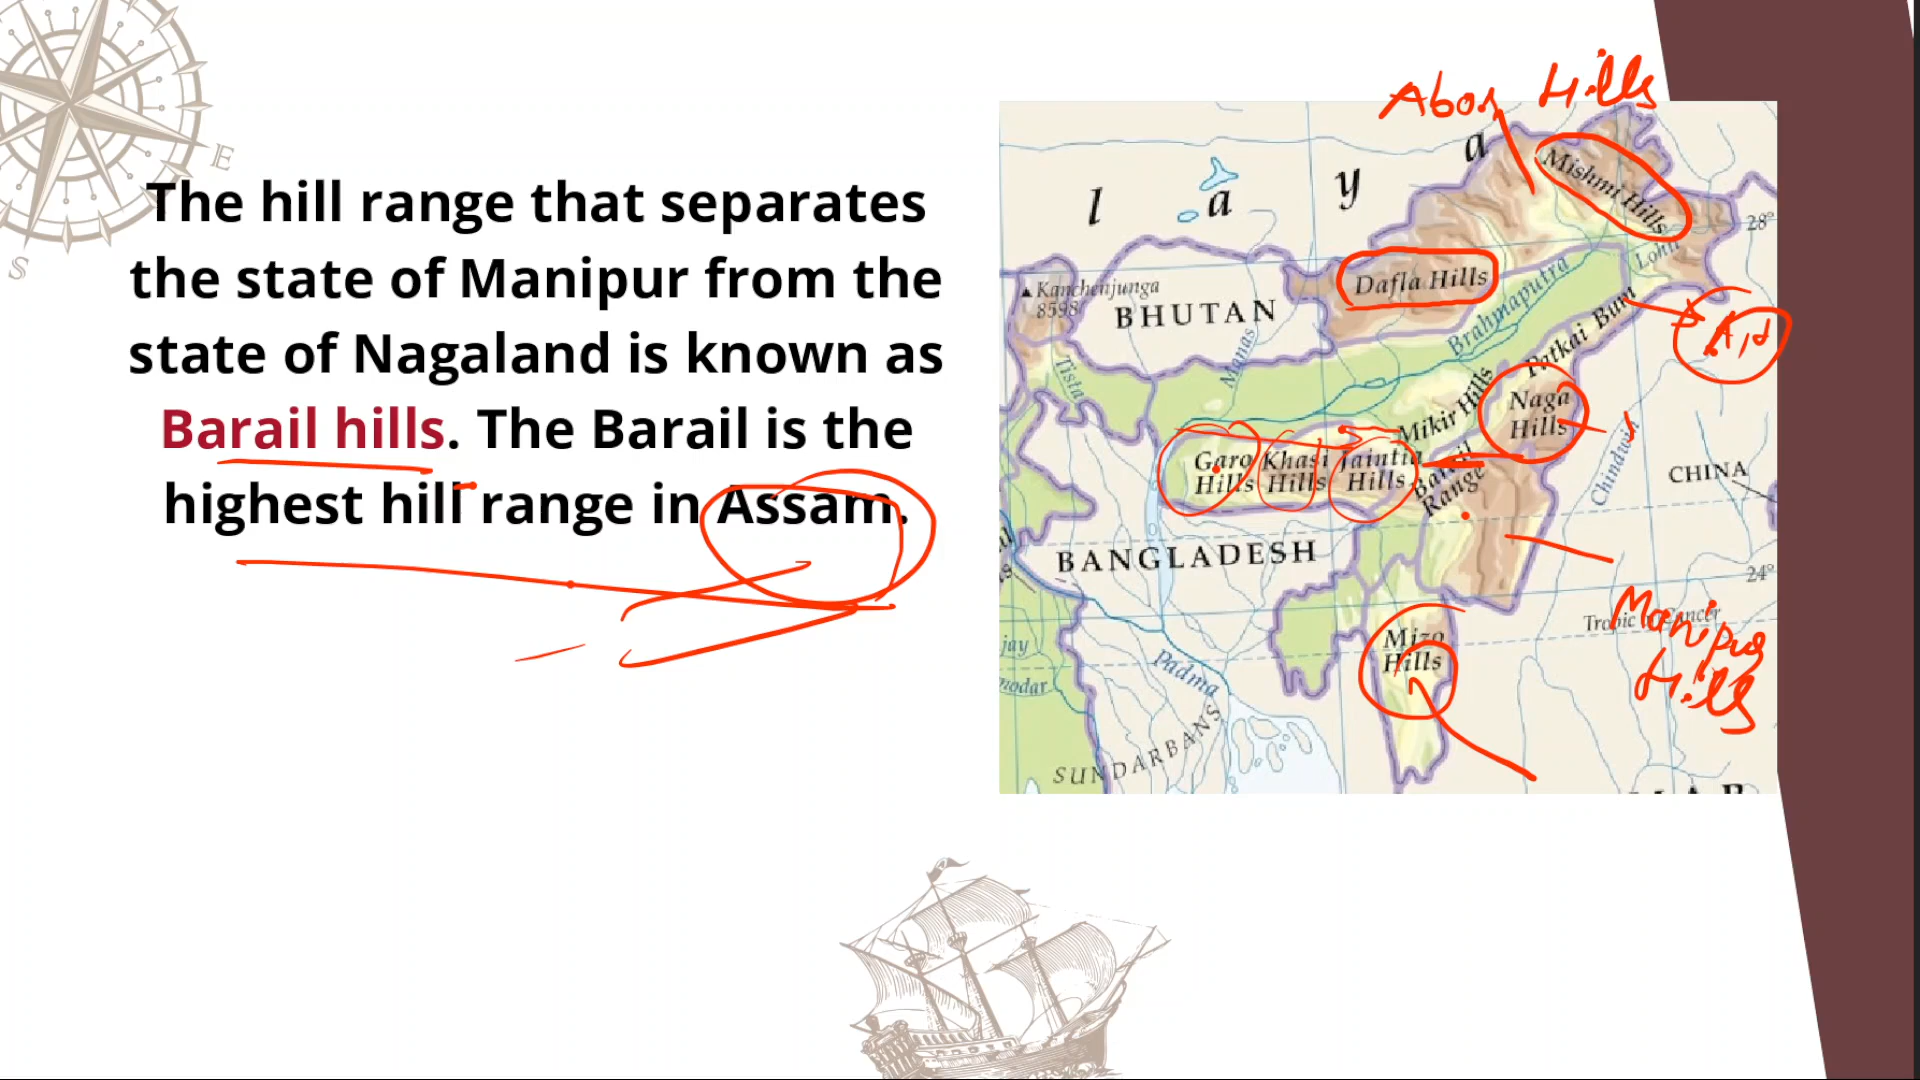 E
S
The hill range that separates
the state of Manipur from the
state of Nagaland is known as
Barail hills. The Barail is the
highest hill range in Assam.
Abor Hills
l a y a
Mishmi Hills
28°
Lohit
Kanchenjunga
8598
BHUTAN
Dafla Hills
Brahmaputra
Manas
Tista
Patkai Bum
Naga
Hills
Mikir Hills
Garo
Hills
Khasi
Hills
Jaintia
Hills
Barail
Range
Chindwin
CHINA
BANGLADESH
24°
Tropic of Cancer
Manipur
Hills
Mizo
Hills
jay
modar
Padma
SUNDARBANS